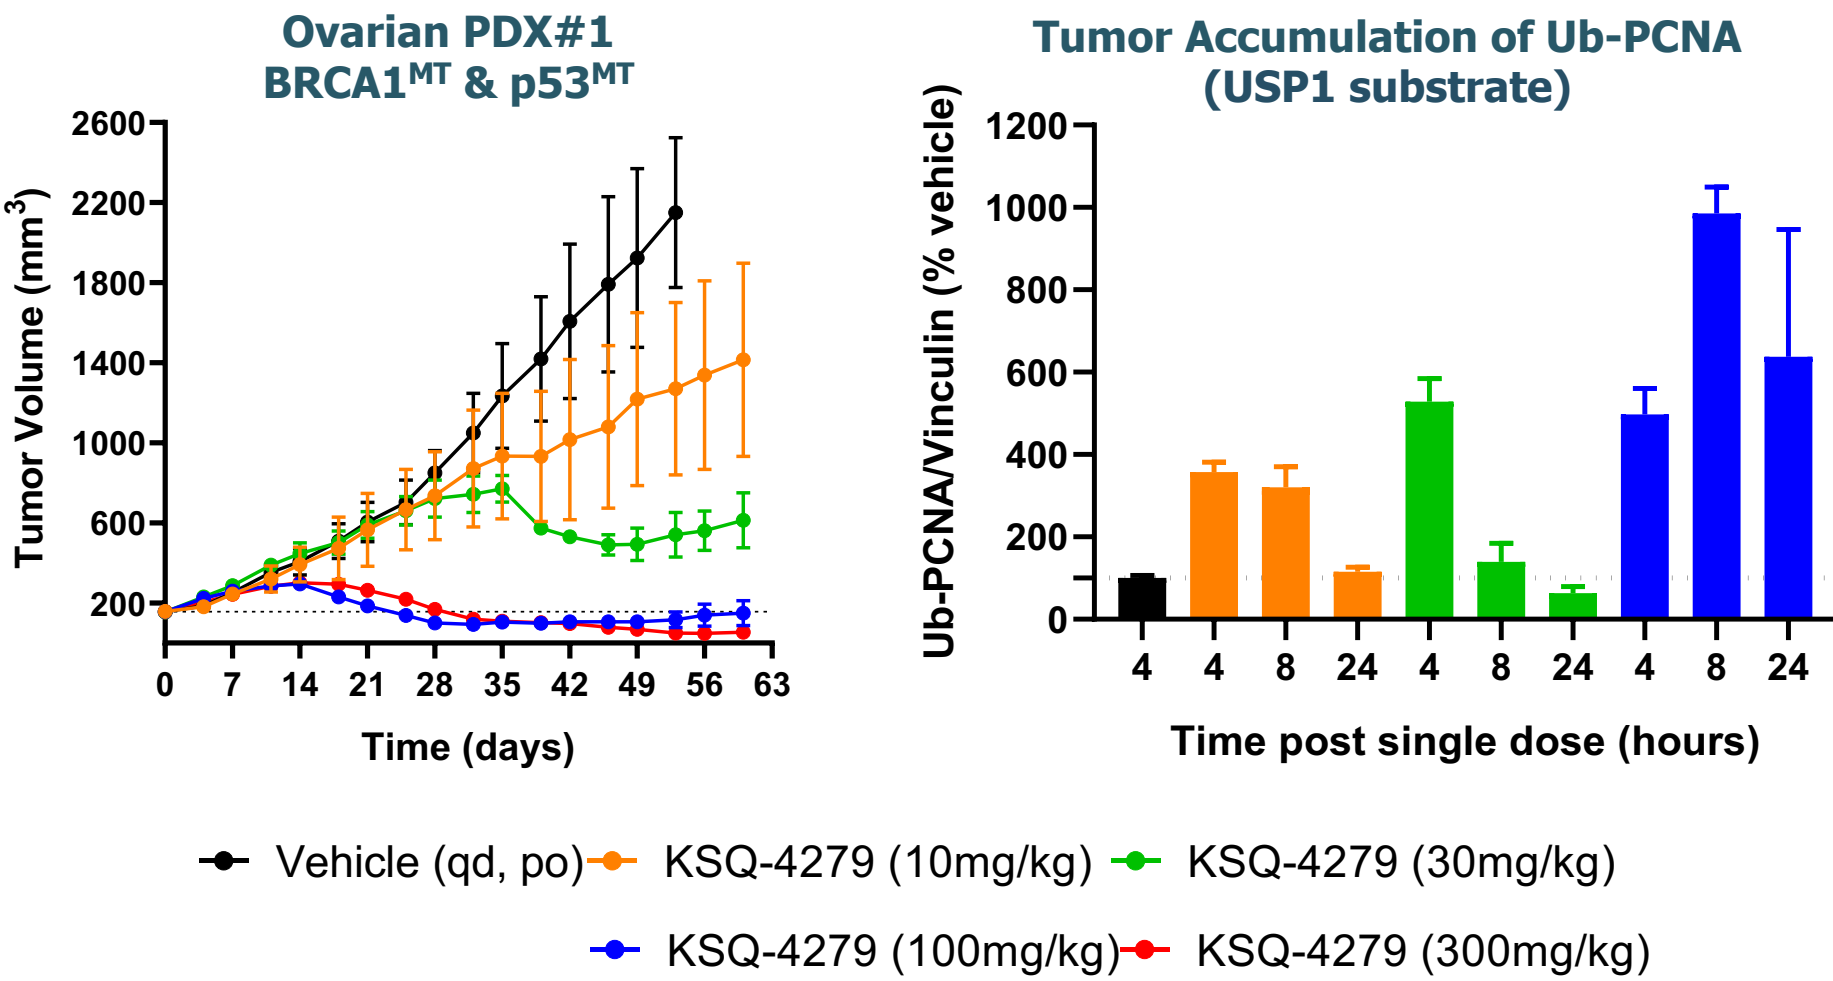 Ovarian PDX#1
BRCA1MT & p53MT
Tumor Volume (mm3)
2600
2200
1800
1400
1000
600
200
0 7 14 21 28 35 42 49 56 63
Time (days)
Tumor Accumulation of Ub-PCNA
(USP1 substrate)
Ub-PCNA/Vinculin (% vehicle)
1200
1000
800
600
400
200
0
4 4 8 24 4 8 24 4 8 24
Time post single dose (hours)
Vehicle (qd, po) KSQ-4279 (10mg/kg) KSQ-4279 (30mg/kg)
KSQ-4279 (100mg/kg) KSQ-4279 (300mg/kg)